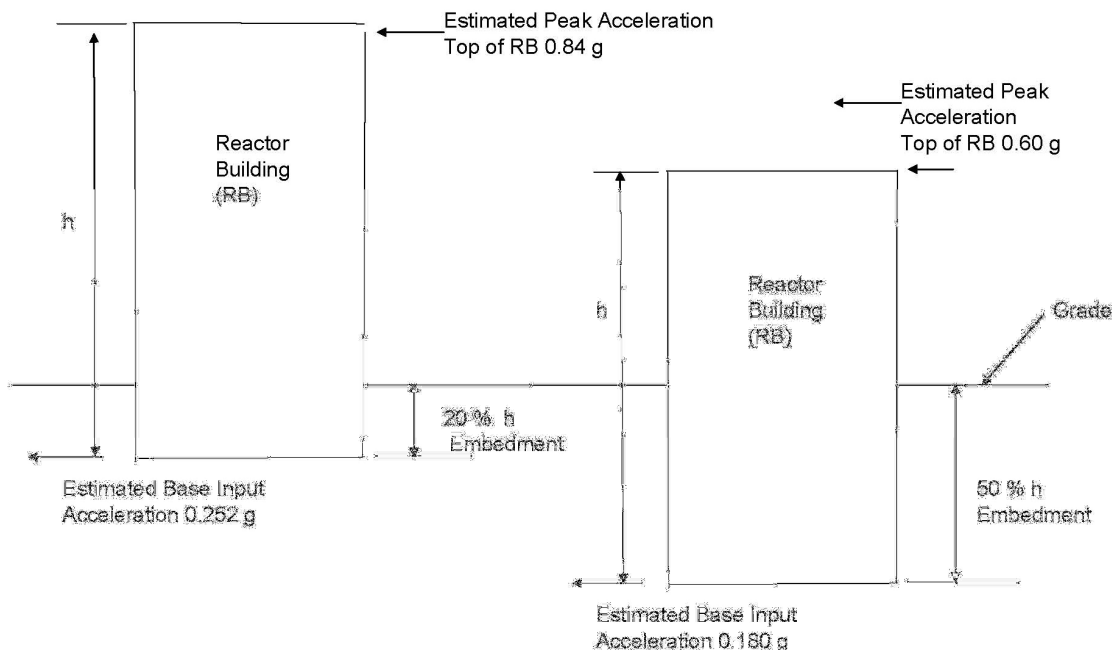 Estimated Peak Acceleration
Top of RB 0.84 g
Estimated Peak
Acceleration
Top of RB 0.60 g
Reactor
Building
(RB)
h
Reactor
Building
(RB)
h
Grade
20 % h
Embedment
50 % h
Embedment
Estimated Base Input
Acceleration 0.252 g
Estimated Base Input
Acceleration 0.180 g